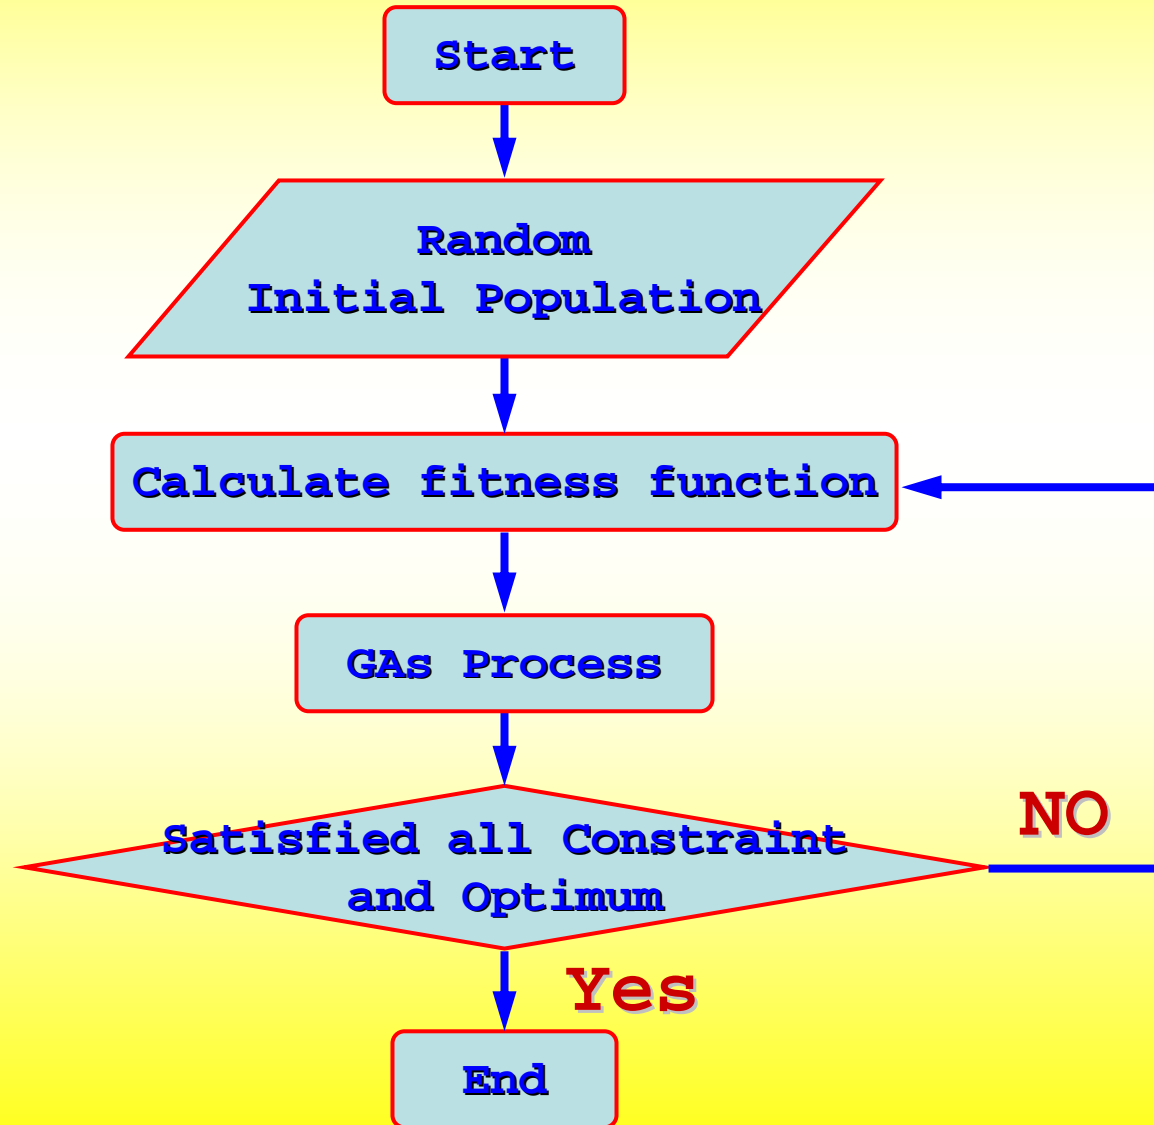 Start
Random
Initial Population
Calculate fitness function
GAs Process
Satisfied all Constraint
and Optimum
NO
Yes
End